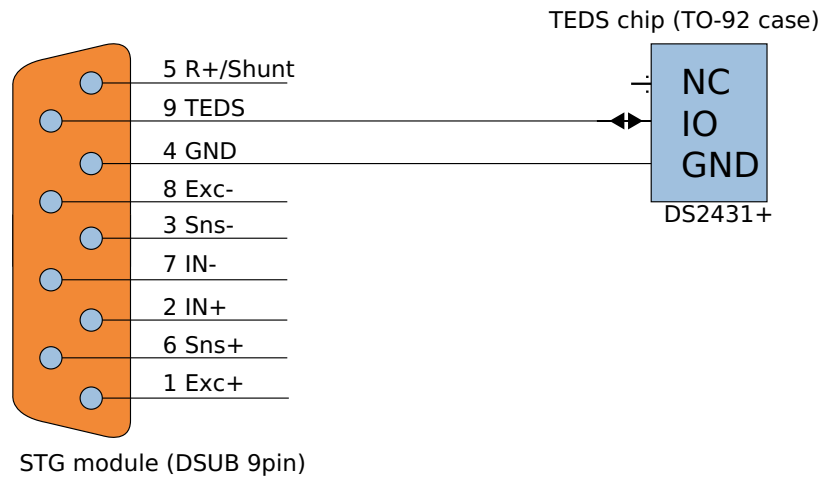 TEDS chip (TO-92 case)
5 R+/Shunt
NC
9 TEDS
IO
4 GND
GND
8 Exc-
DS2431+
3 Sns-
7 IN-
2 IN+
6 Sns+
1 Exc+
STG module (DSUB 9pin)